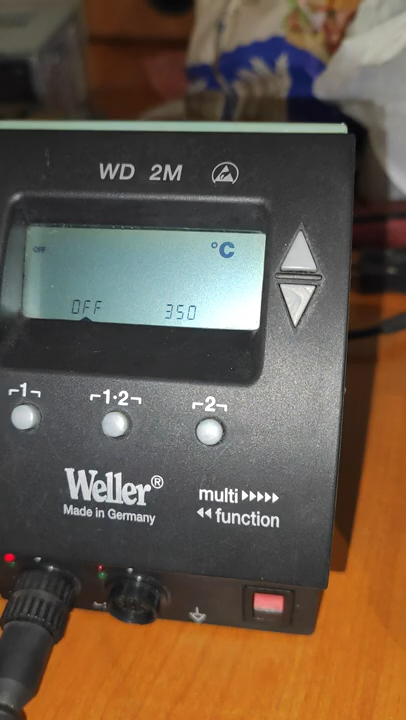 WD 2M
OFF
°C
OFF 350
1 1·2 2
Weller®
Made in Germany
multi
function